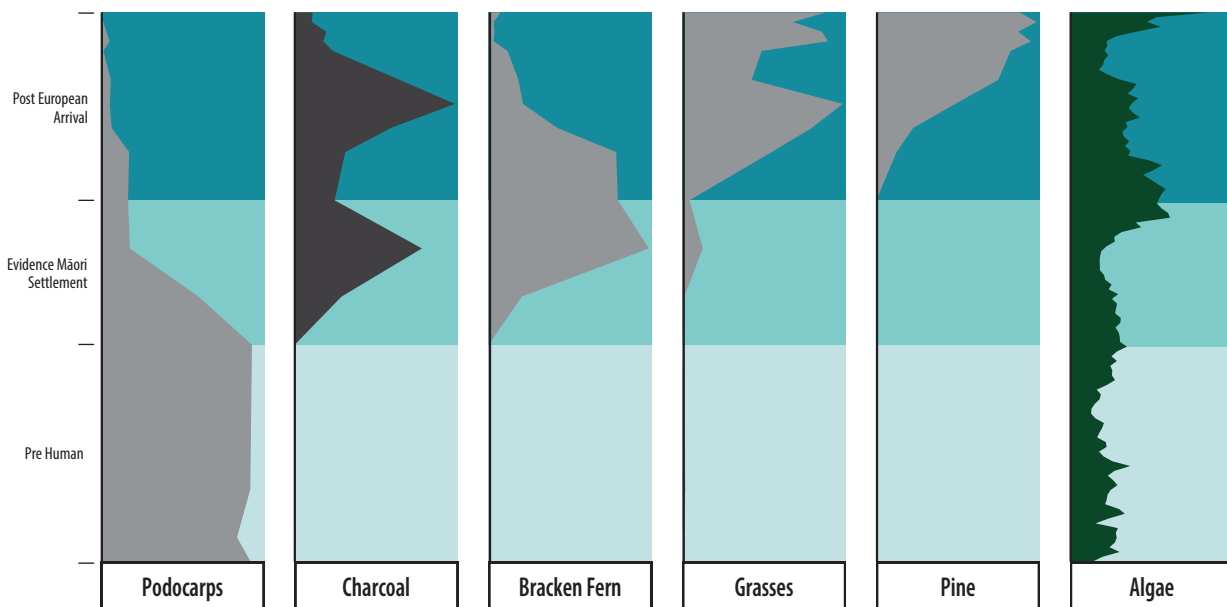 Post European
Arrival
Evidence Māori
Settlement
Pre Human
Podocarps
Charcoal
Bracken Fern
Grasses
Pine
Algae